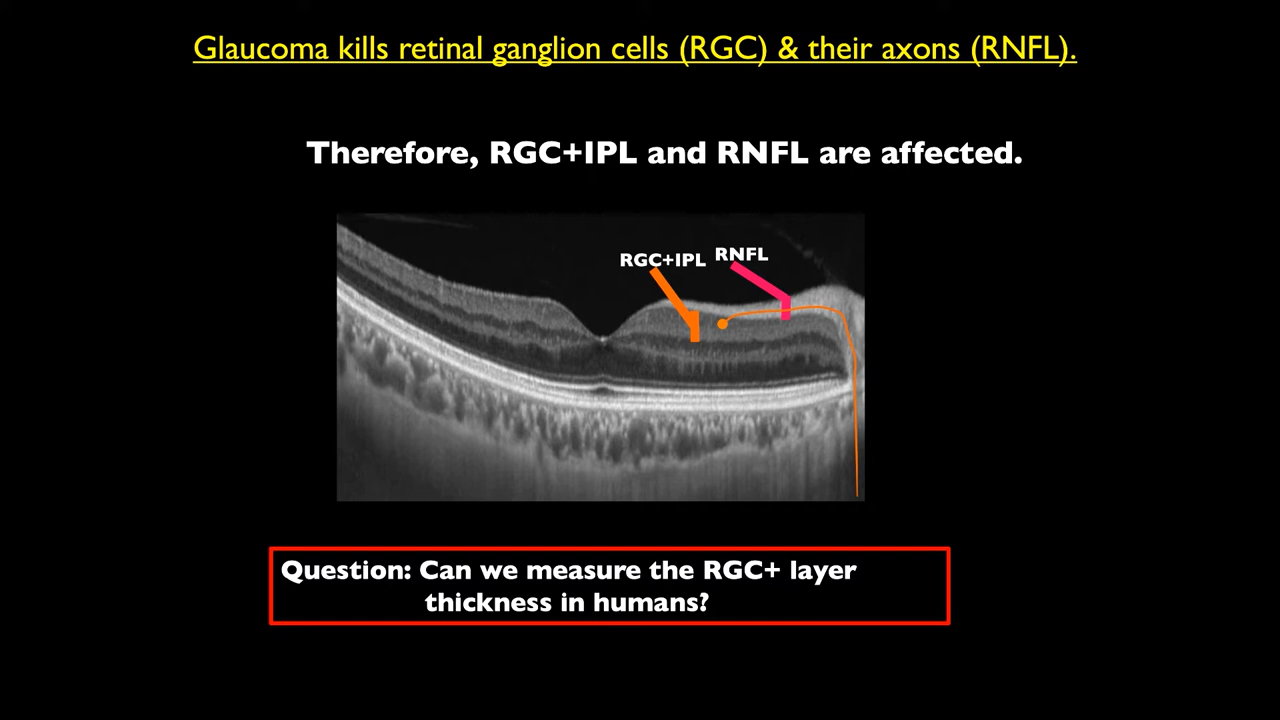 Glaucoma kills retinal ganglion cells (RGC) & their axons (RNFL).
Therefore, RGC+IPL and RNFL are affected.
RGC+IPL
RNFL
Question: Can we measure the RGC+ layer
thickness in humans?